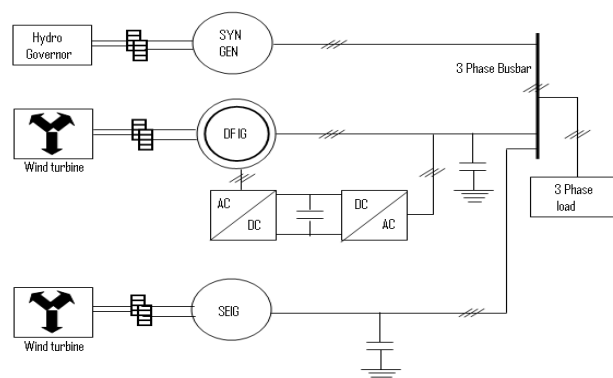 Hydro
Governor
SYN
GEN
3 Phase Busbar
Wind turbine
DFIG
AC
DC
DC
AC
3 Phase
load
Wind turbine
SEIG